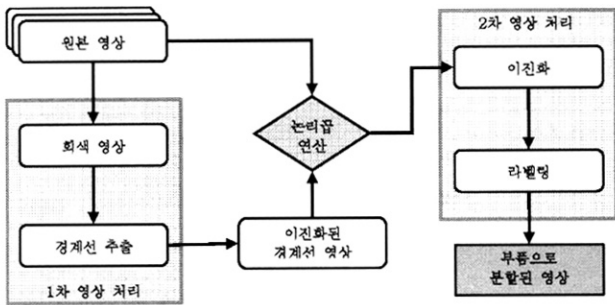 원본 영상
회색 영상
경계선 추출
1차 영상 처리
이진화된
경계선 영상
논리곱
연산
2차 영상 처리
이진화
라벨링
부품으로
분할된 영상